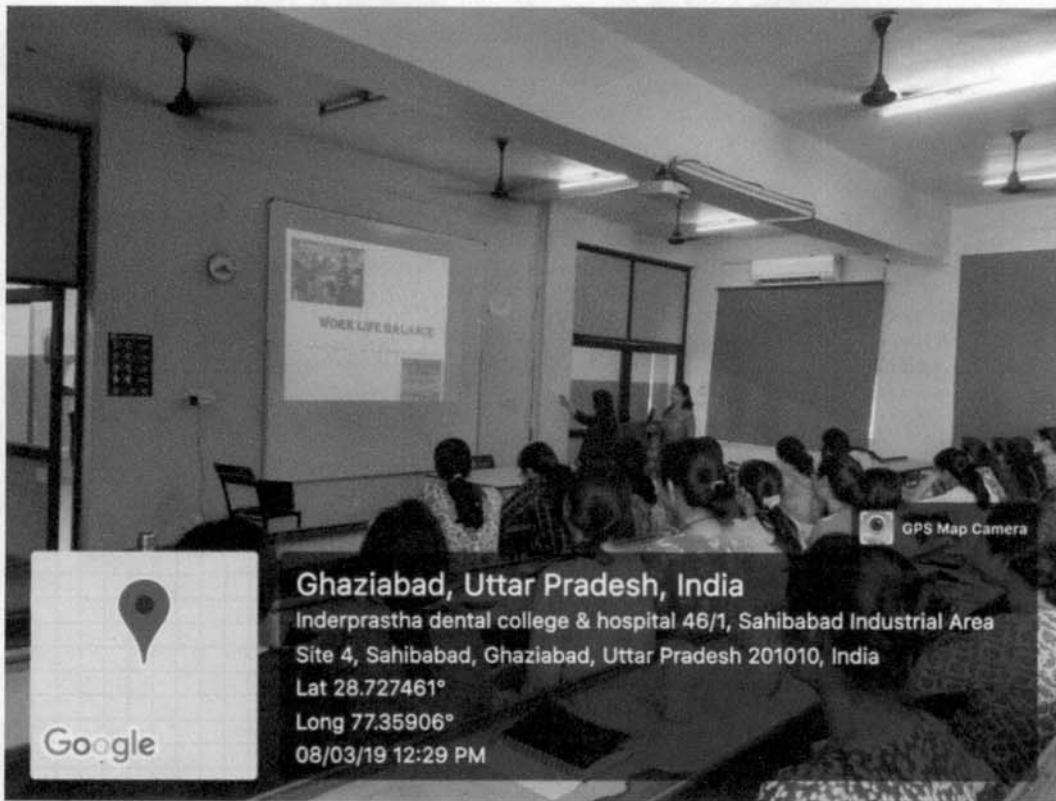 WORK LIFE BALANCE
GPS Map Camera
Ghaziabad, Uttar Pradesh, India
Inderprastha dental college & hospital 46/1, Sahibabad Industrial Area
Site 4, Sahibabad, Ghaziabad, Uttar Pradesh 201010, India
Lat 28.727461°
Long 77.35906°
08/03/19 12:29 PM
Google